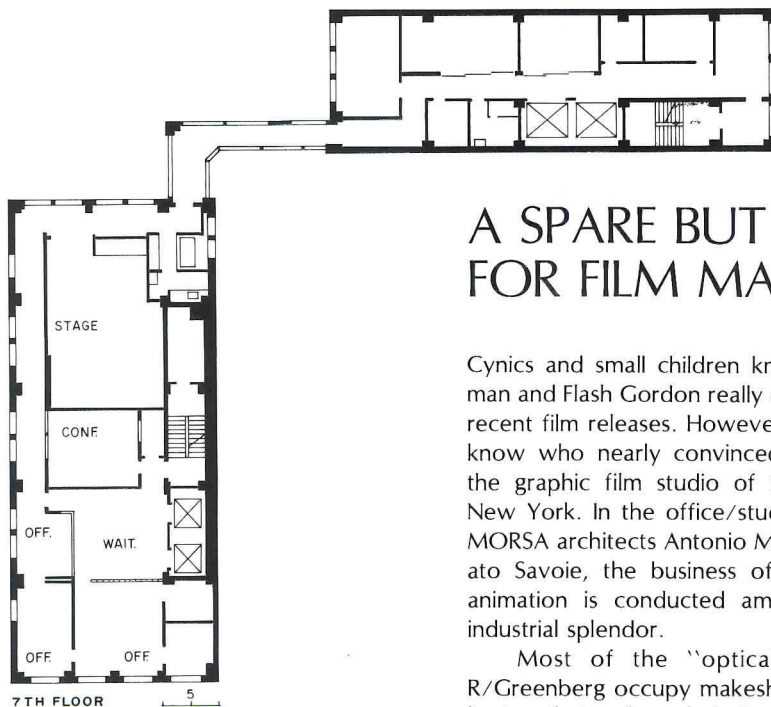 A SPARE BUT
FOR FILM MA
Cynics and small children kn
man and Flash Gordon really
recent film releases. Howeve
know who nearly convinced
the graphic film studio of
New York. In the office/stud
MORSA architects Antonio M
ato Savoie, the business of
animation is conducted am
industrial splendor.
Most of the "optica
R/Greenberg occupy makesh
STAGE
CONF.
OFF.
WAIT.
OFF.
OFF.
7TH FLOOR
5